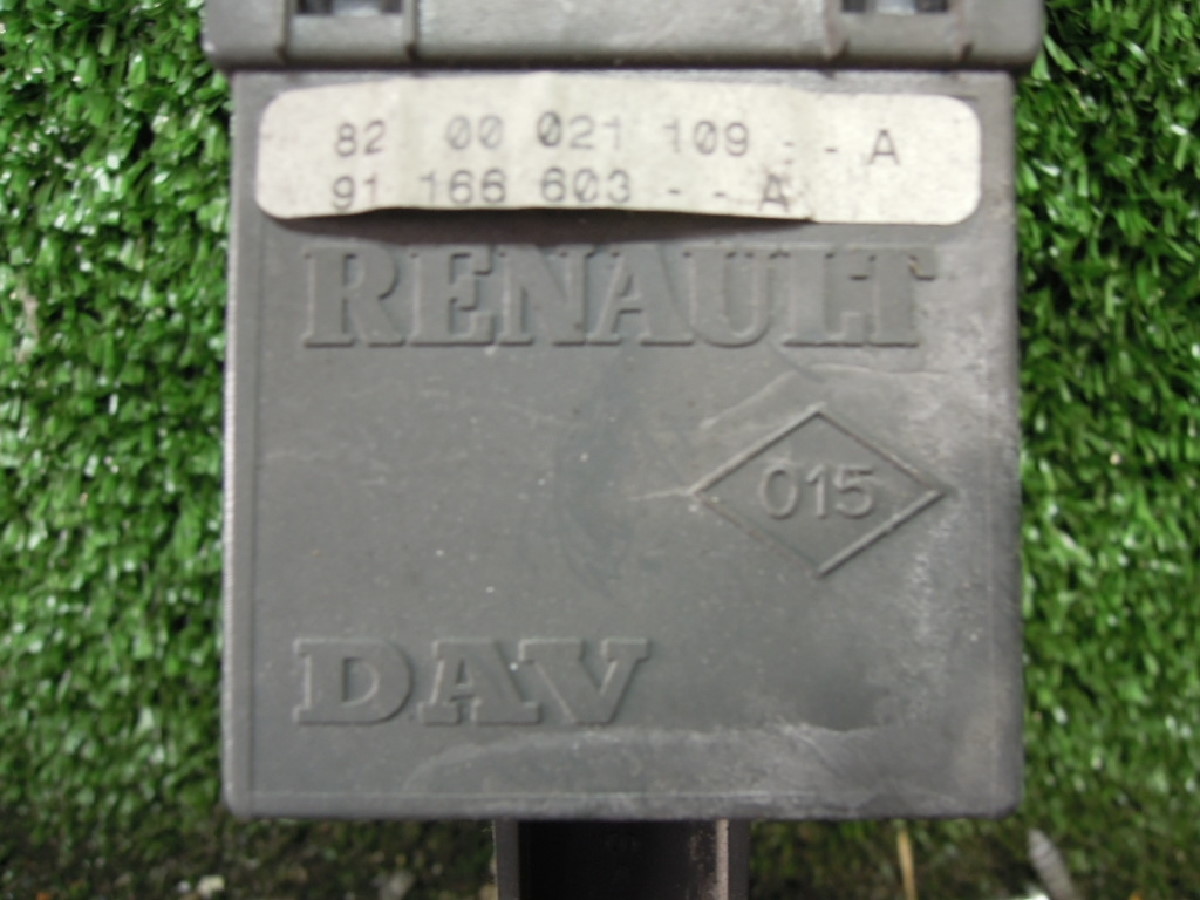 82 00 021 109 - - A
91 166 603 - - A
RENAULT
015
DAV